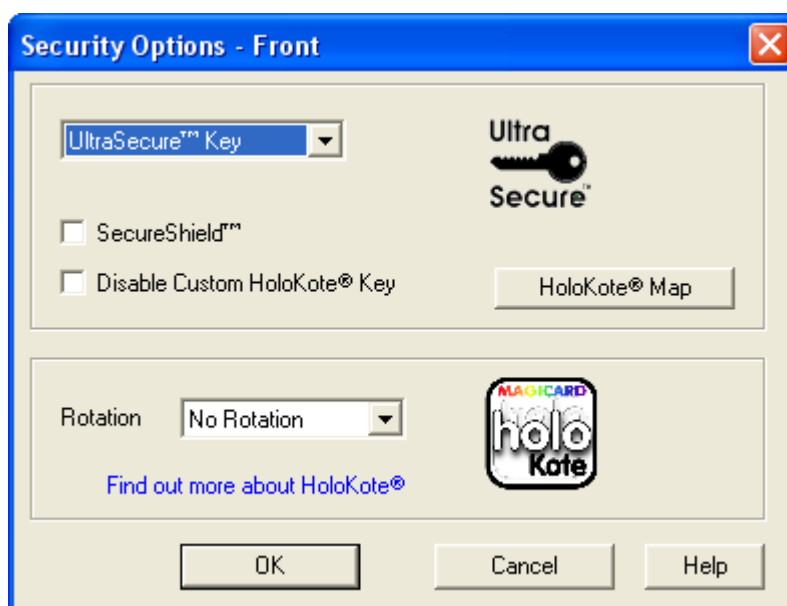 Security Options - Front
UltraSecure™ Key
Ultra
Secure™
SecureShield™
Disable Custom HoloKote® Key
HoloKote® Map
Rotation
No Rotation
MAGICARD
holo
Kote
Find out more about HoloKote®
OK
Cancel
Help